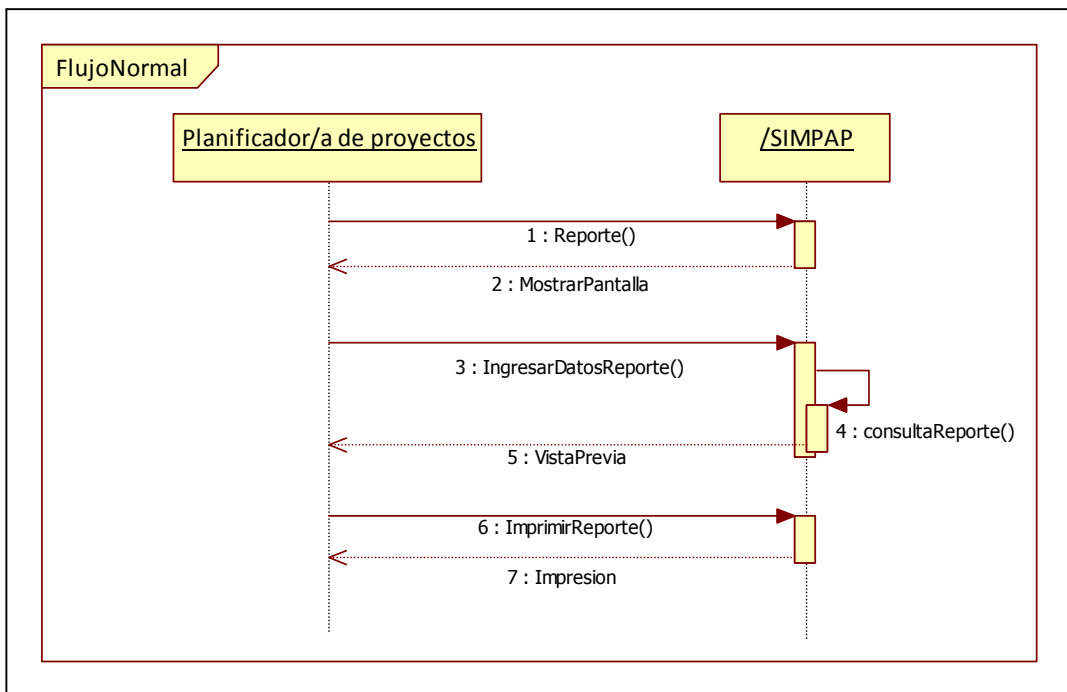 FlujoNormal
Planificador/a de proyectos
/SIMPAP
1 : Reporte()
2 : MostrarPantalla
3 : IngresarDatosReporte()
4 : consultaReporte()
5 : VistaPrevia
6 : ImprimirReporte()
7 : Impresion